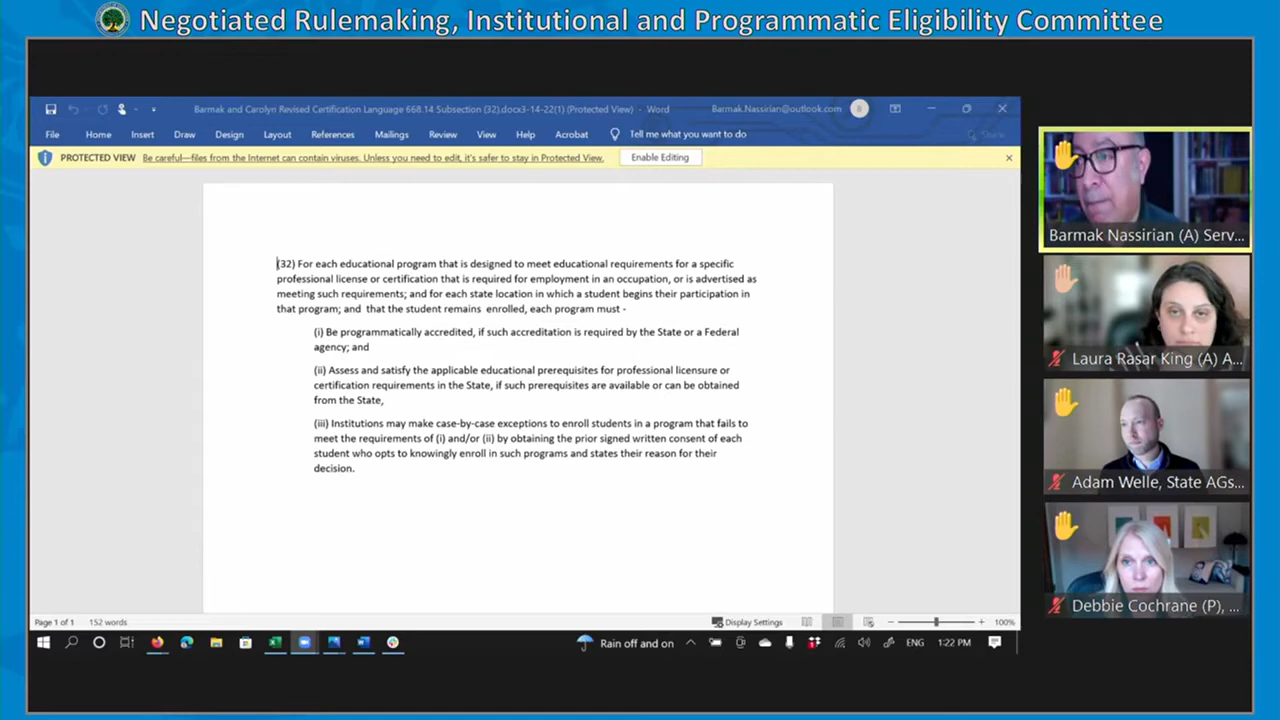 Negotiated Rulemaking, Institutional and Programmatic Eligibility Committee
Barmak and Carolyn Revised Certification Language 668.14 Subsection (32).docx3-14-22(1) (Protected View) - Word
Barmak.Nassirian@outlook.com
B
File Home Insert Draw Design Layout References Mailings Review View Help Acrobat Tell me what you want to do
Share
PROTECTED VIEW Be careful—files from the Internet can contain viruses. Unless you need to edit, it's safer to stay in Protected View. Enable Editing
(32) For each educational program that is designed to meet educational requirements for a specific
professional license or certification that is required for employment in an occupation, or is advertised as
meeting such requirements; and for each state location in which a student begins their participation in
that program; and that the student remains enrolled, each program must -
(i) Be programmatically accredited, if such accreditation is required by the State or a Federal
agency; and
(ii) Assess and satisfy the applicable educational prerequisites for professional licensure or
certification requirements in the State, if such prerequisites are available or can be obtained
from the State,
(iii) Institutions may make case-by-case exceptions to enroll students in a program that fails to
meet the requirements of (i) and/or (ii) by obtaining the prior signed written consent of each
student who opts to knowingly enroll in such programs and states their reason for their
decision.
Page 1 of 1 152 words
Display Settings
100%
Rain off and on
ENG
1:22 PM
Barmak Nassirian (A) Serv...
Laura Rasar King (A) A...
Adam Welle, State AGs...
Debbie Cochrane (P), ...